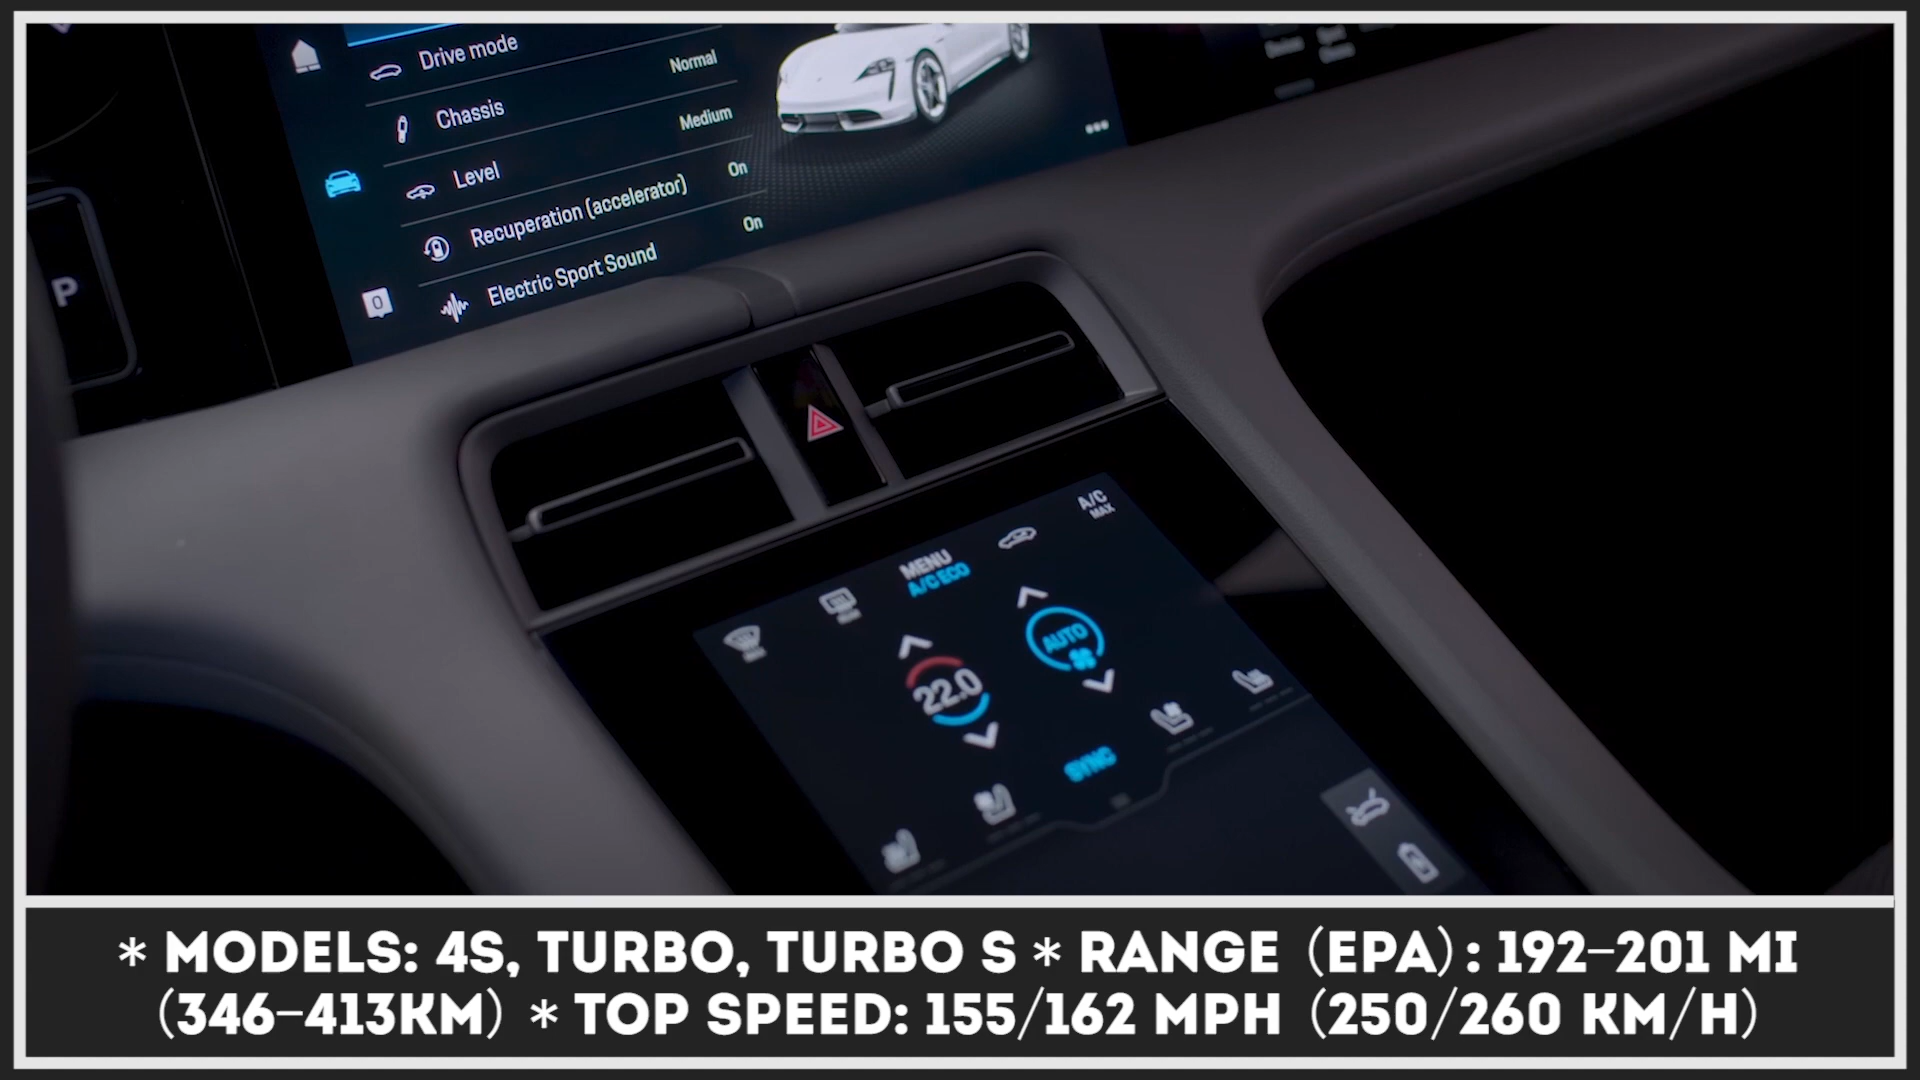 Drive mode
Normal
Chassis
Medium
Level
On
Recuperation (accelerator)
On
Electric Sport Sound
0
P
A/C
MAX
MENU
A/C ECO
AUTO
22.0
SYNC
* MODELS: 4S, TURBO, TURBO S * RANGE (EPA): 192–201 MI
(346–413KM) * TOP SPEED: 155/162 MPH (250/260 KM/H)